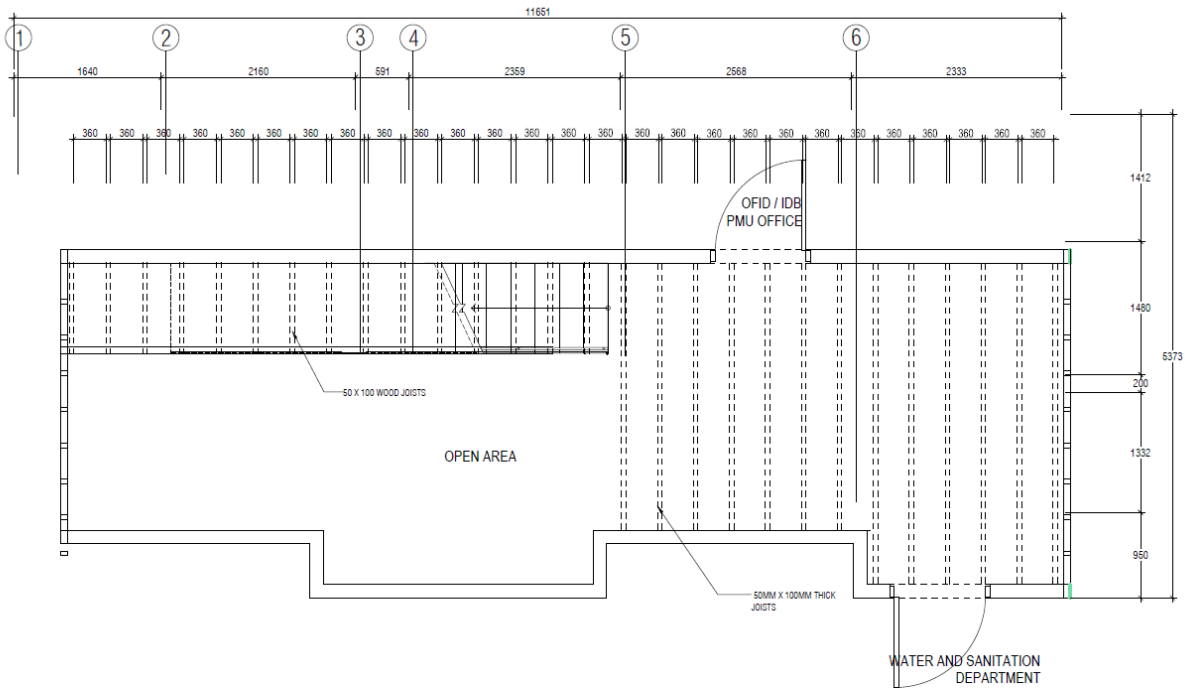 11651
1 2 3 4 5 6
1640 2160 591 2359 2568 2333
360 360 360 360 360 360 360 360 360 360 360 360 360 360 360 360 360 360 360 360 360 360 360 360 360 360 360
1412
OFID / IDB
PMU OFFICE
1480
5373
200
50 X 100 WOOD JOISTS
OPEN AREA
1332
950
50MM X 100MM THICK
JOISTS
WATER AND SANITATION
DEPARTMENT